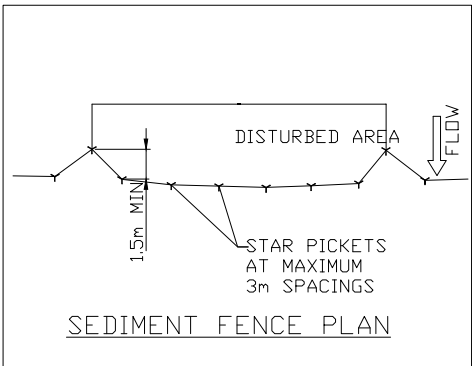 DISTURBED AREA
FLOW
1.5m MIN
STAR PICKETS
AT MAXIMUM
3m SPACINGS
SEDIMENT FENCE PLAN